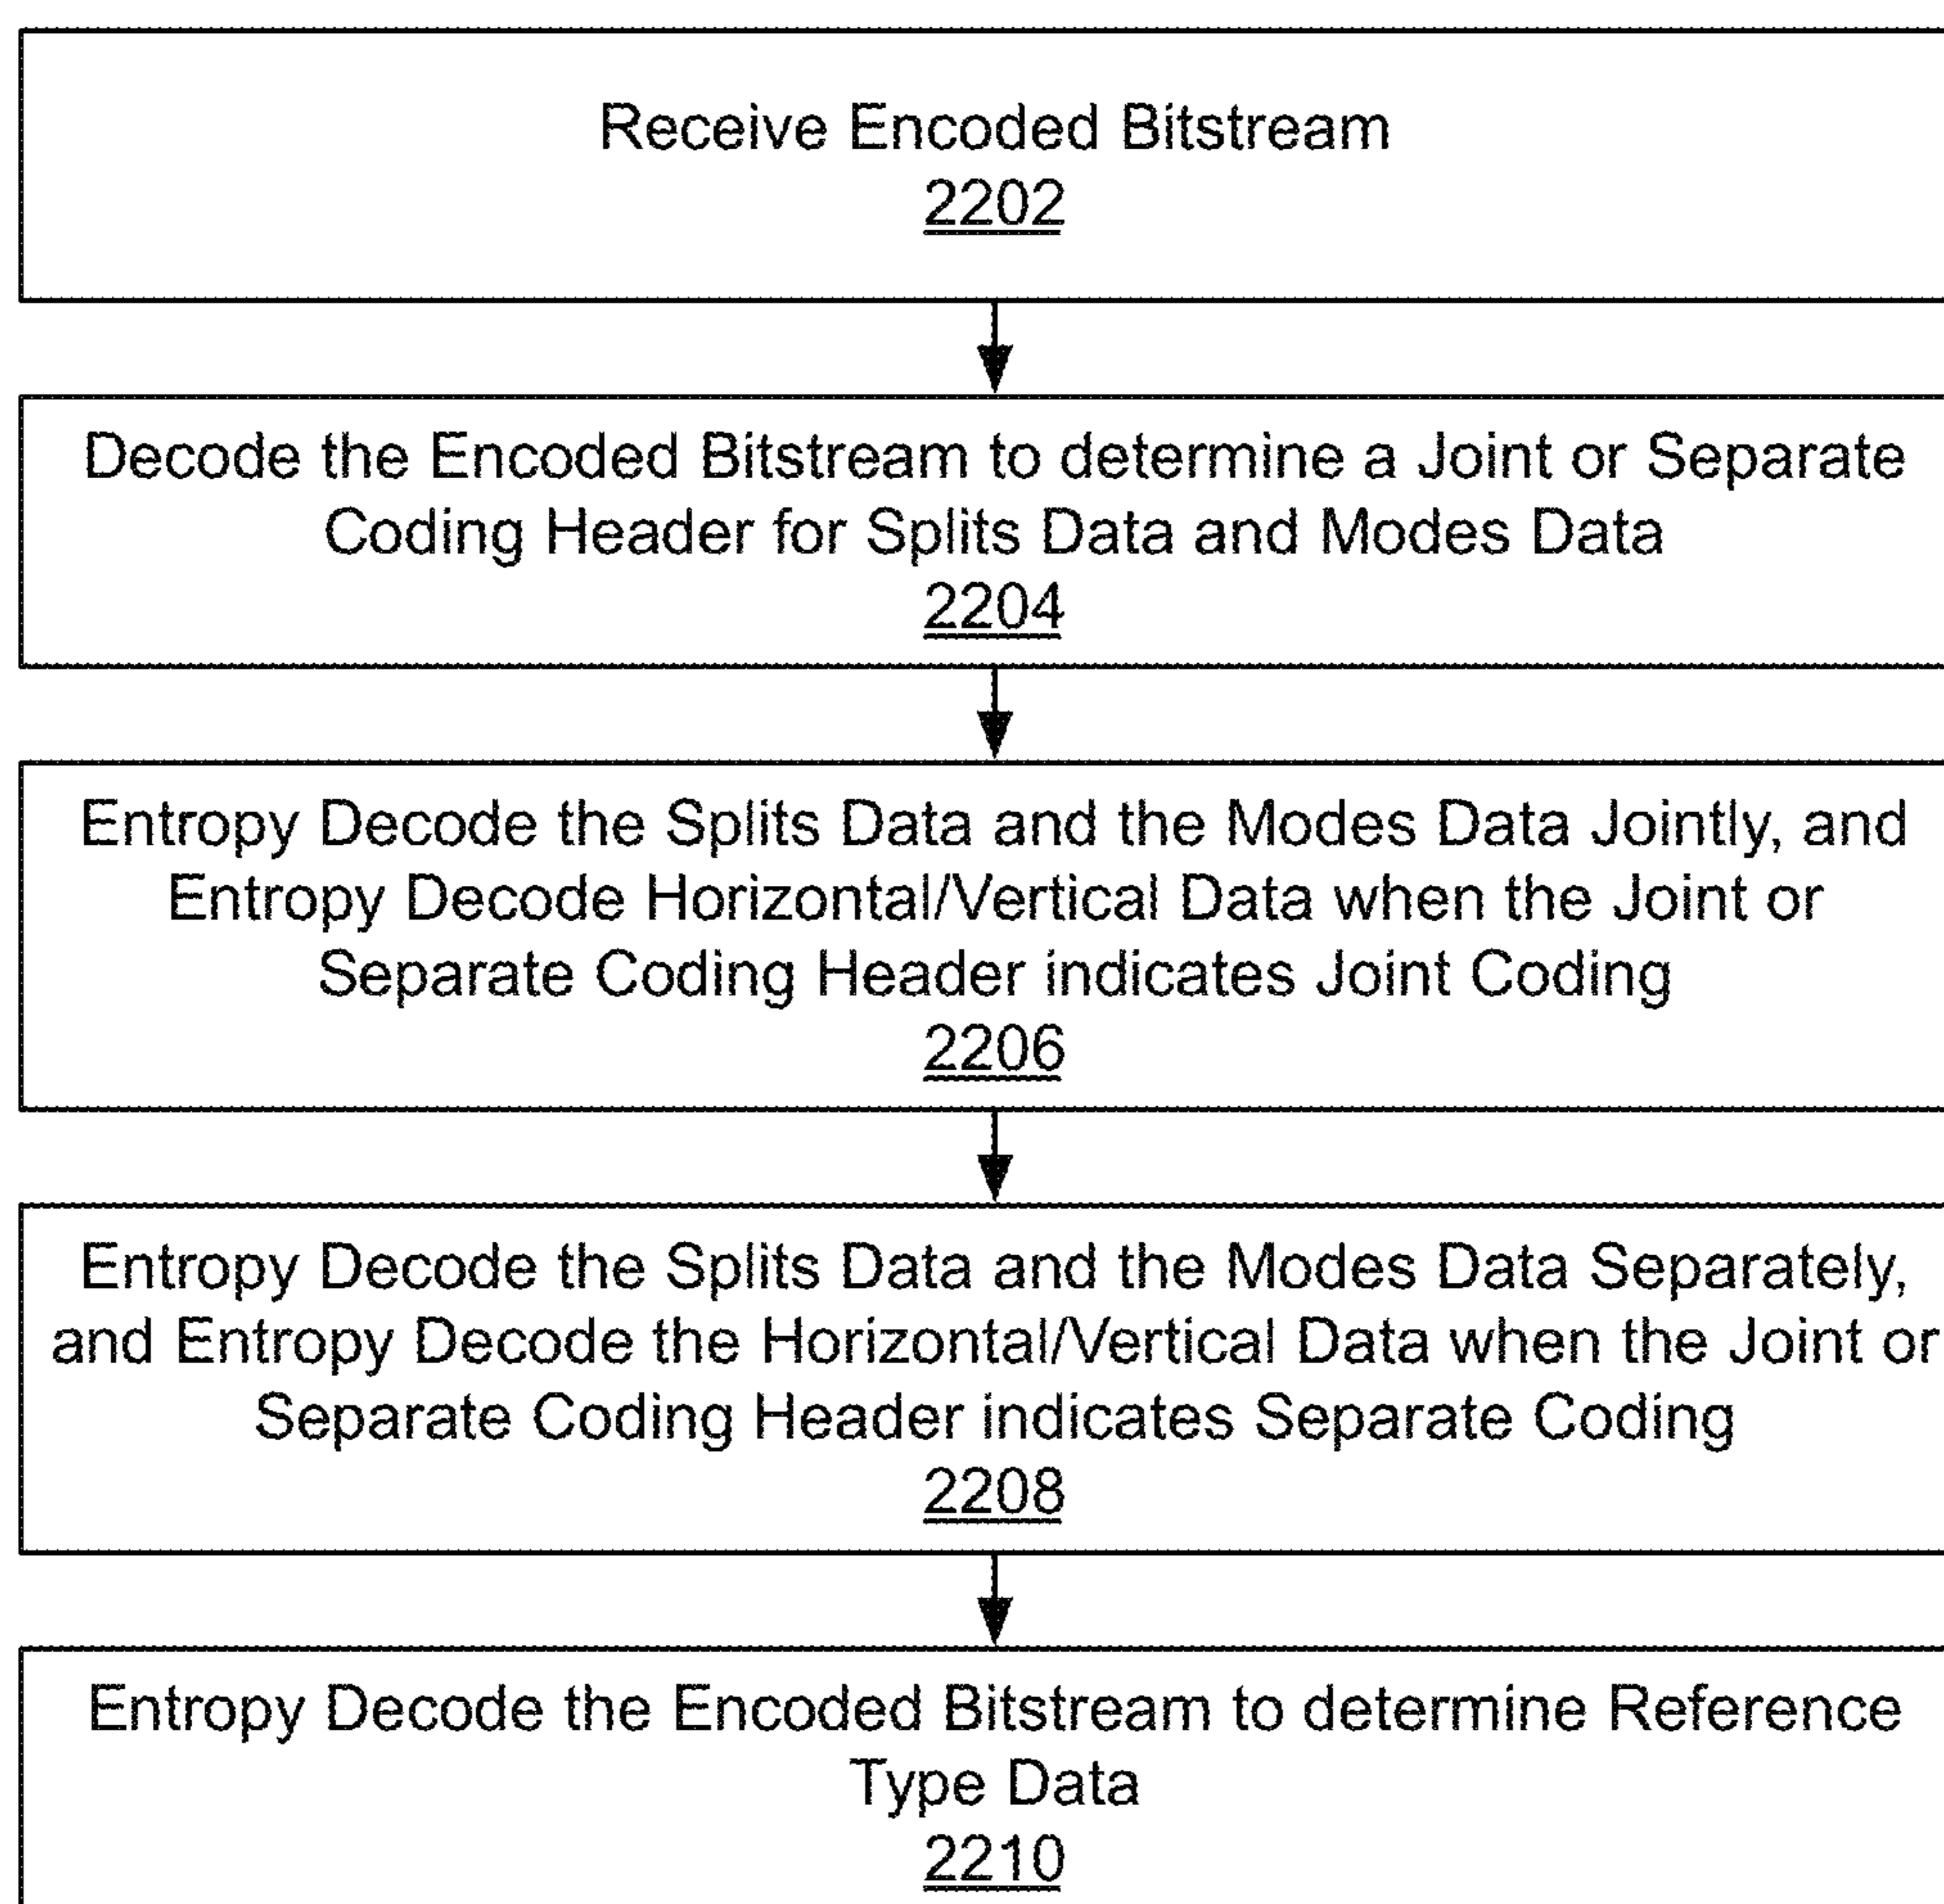 Receive Encoded Bitstream
2202
Decode the Encoded Bitstream to determine a Joint or Separate
Coding Header for Splits Data and Modes Data
2204
Entropy Decode the Splits Data and the Modes Data Jointly, and
Entropy Decode Horizontal/Vertical Data when the Joint or
Separate Coding Header indicates Joint Coding
2206
Entropy Decode the Splits Data and the Modes Data Separately,
and Entropy Decode the Horizontal/Vertical Data when the Joint or
Separate Coding Header indicates Separate Coding
2208
Entropy Decode the Encoded Bitstream to determine Reference
Type Data
2210